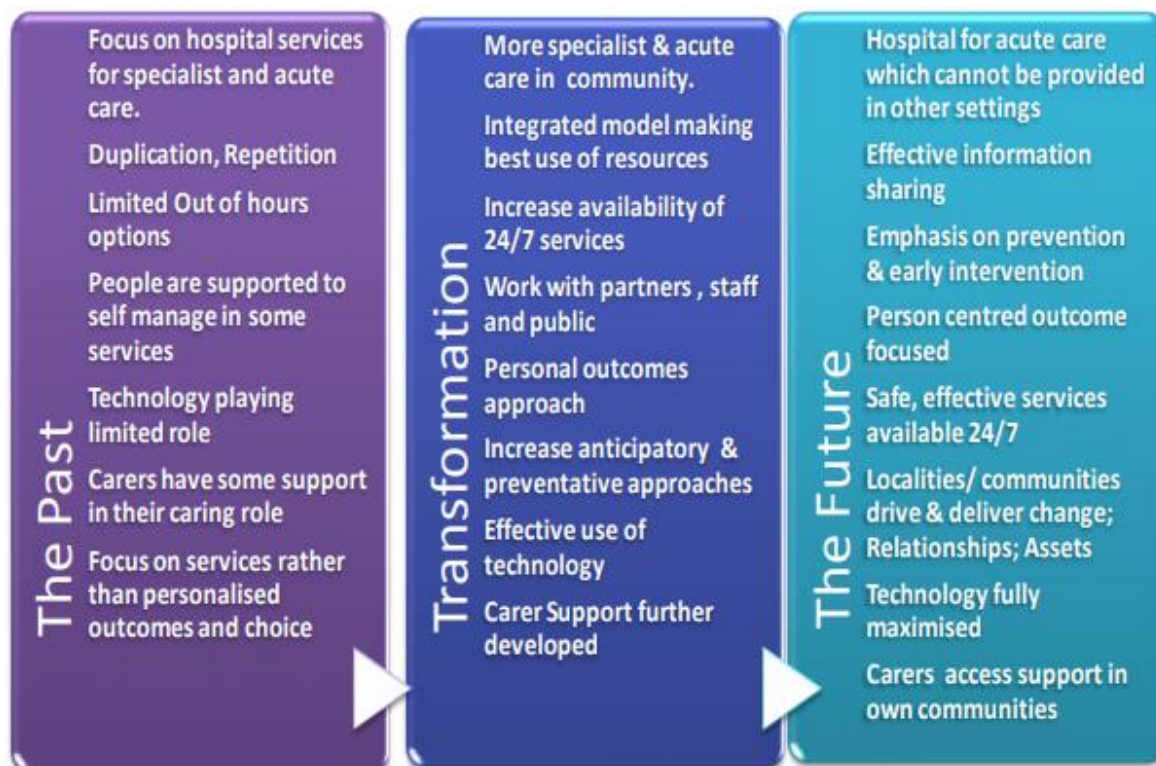 The Past
Focus on hospital services
for specialist and acute
care.
Duplication, Repetition
Limited Out of hours
options
People are supported to
self manage in some
services
Technology playing
limited role
Carers have some support
in their caring role
Focus on services rather
than personalised
outcomes and choice
Transformation
More specialist & acute
care in community.
Integrated model making
best use of resources
Increase availability of
24/7 services
Work with partners , staff
and public
Personal outcomes
approach
Increase anticipatory &
preventative approaches
Effective use of
technology
Carer Support further
developed
The Future
Hospital for acute care
which cannot be provided
in other settings
Effective information
sharing
Emphasis on prevention
& early intervention
Person centred outcome
focused
Safe, effective services
available 24/7
Localities/ communities
drive & deliver change;
Relationships; Assets
Technology fully
maximised
Carers access support in
own communities